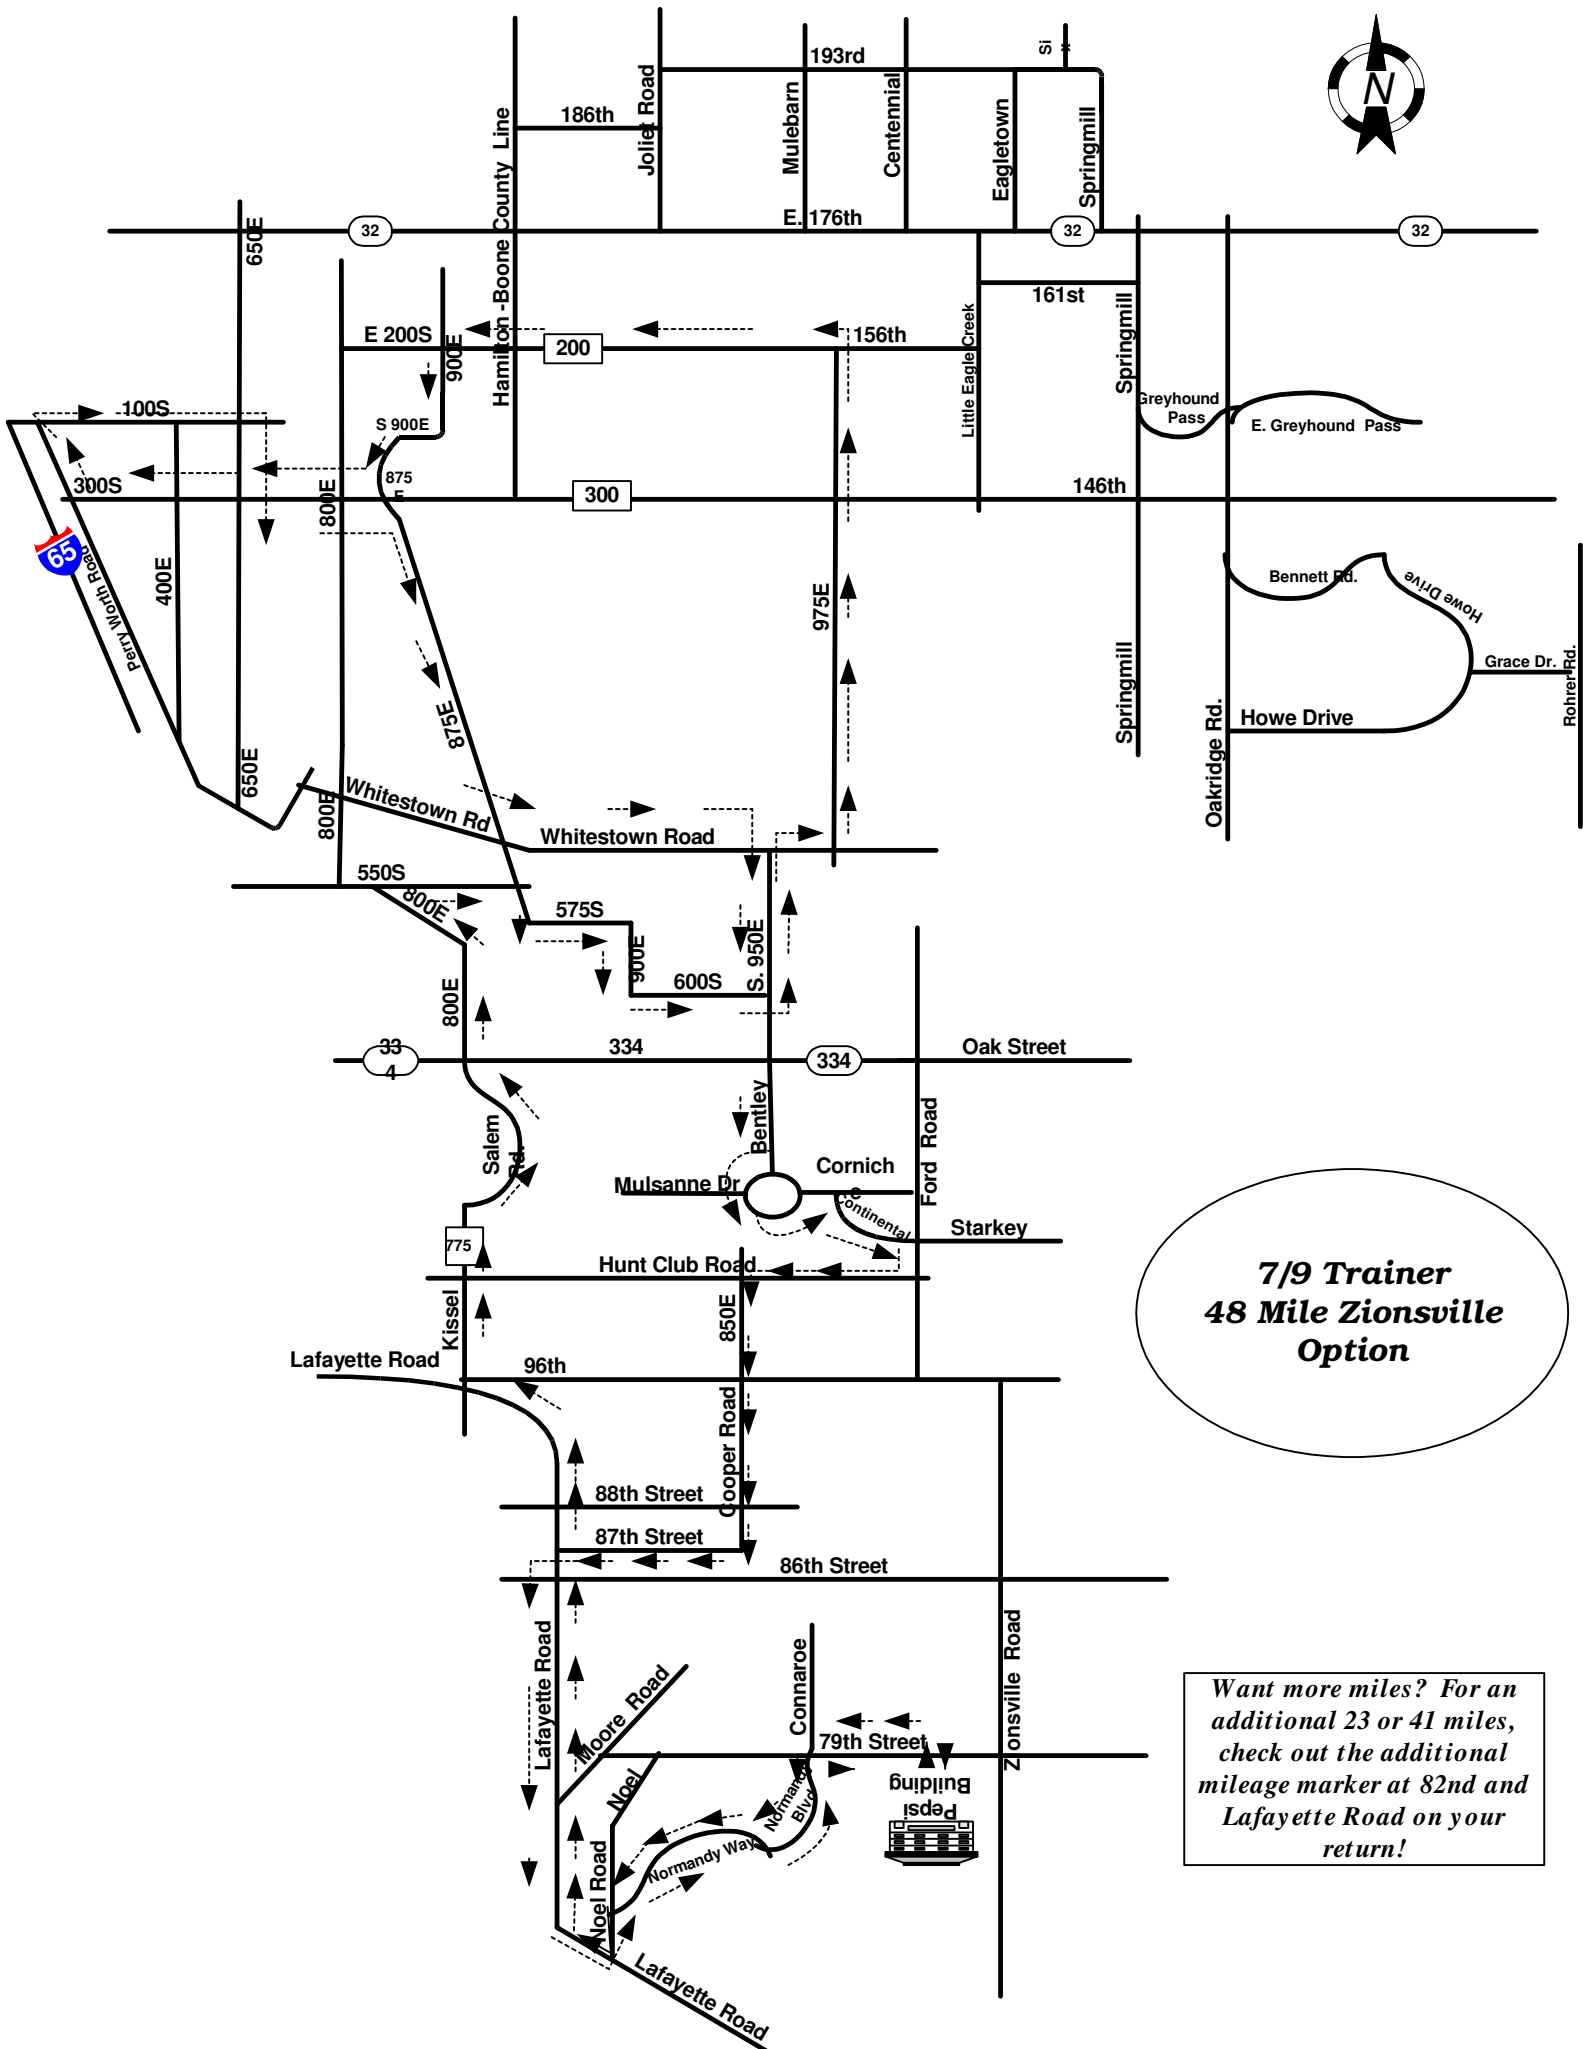 193rd
Si
x
N
186th
Joliet Road
Mulebarn
Centennial
Eagletown
Springmill
Hamilton -Boone County Line
E. 176th
650E
32
32
32
161st
Springmill
Little Eagle Creek
E 200S
900E
200
156th
Greyhound
Pass
E. Greyhound Pass
100S
S 900E
875
E
300S
800E
300
146th
65
Perry Worth Road
400E
975E
Bennett Rd.
Howe Drive
Grace Dr.
Rohrer Rd.
Springmill
Oakridge Rd.
Howe Drive
875E
650E
800E
Whitestown Rd
Whitestown Road
550S
800E
575S
900E
S. 950E
600S
800E
33
4
334
334
Oak Street
Salem
Rd.
Bentley
Ford Road
Mulsanne Dr
Cornich
e
Continental
Starkey
775
Hunt Club Road
Kissel
850E
7/9 Trainer
48 Mile Zionsville
Option
Lafayette Road
96th
Cooper Road
88th Street
87th Street
86th Street
Lafayette Road
Moore Road
Connaroe
Zionsville Road
79th Street
Noel
Normandy
Blvd
Pepsi
Building
Normandy Way
Noel Road
Lafayette Road
Want more miles? For an
additional 23 or 41 miles,
check out the additional
mileage marker at 82nd and
Lafayette Road on your
return!